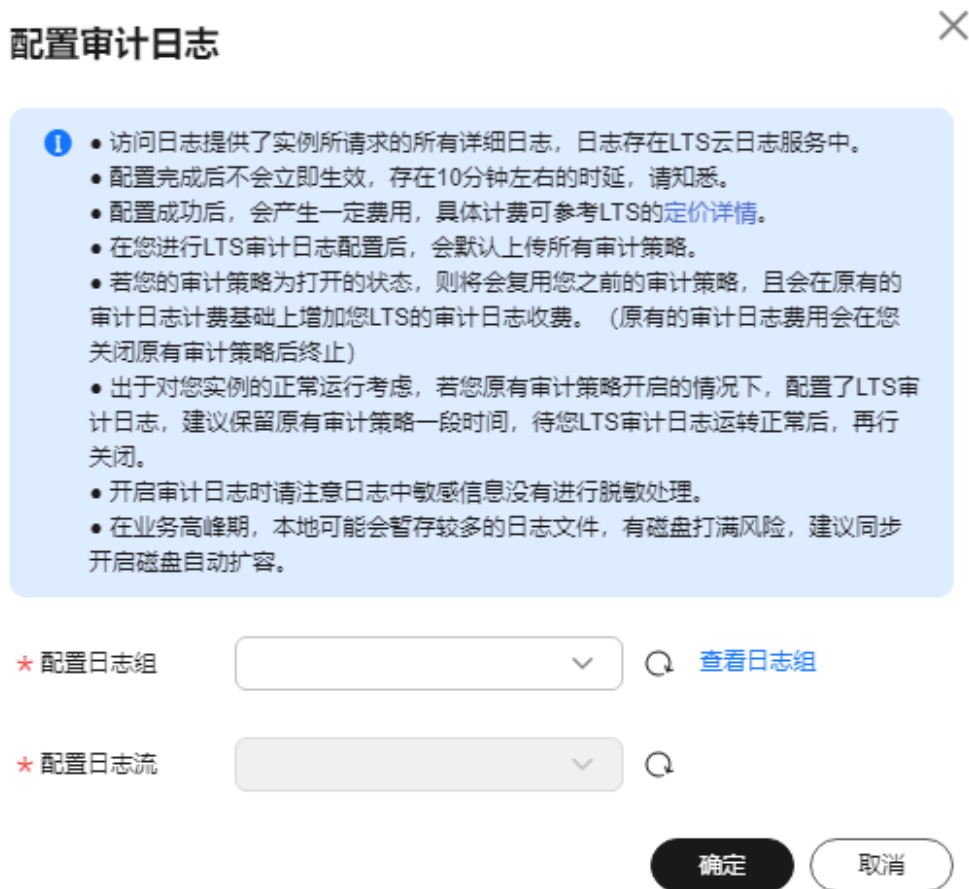 配置审计日志
● 访问日志提供了实例所请求的所有详细日志，日志存在LTS云日志服务中。
● 配置完成后不会立即生效，存在10分钟左右的时延，请知悉。
● 配置成功后，会产生一定费用，具体计费可参考LTS的定价详情。
● 在您进行LTS审计日志配置后，会默认上传所有审计策略。
● 若您的审计策略为打开的状态，则将会复用您之前的审计策略，且会在原有的
审计日志计费基础上增加您LTS的审计日志收费。（原有的审计日志费用会在您
关闭原有审计策略后终止）
● 出于对您实例的正常运行考虑，若您原有审计策略开启的情况下，配置了LTS审
计日志，建议保留原有审计策略一段时间，待您LTS审计日志运转正常后，再行
关闭。
● 开启审计日志时请注意日志中敏感信息没有进行脱敏处理。
● 在业务高峰期，本地可能会暂存较多的日志文件，有磁盘打满风险，建议同步
开启磁盘自动扩容。
* 配置日志组 查看日志组
* 配置日志流
确定 取消